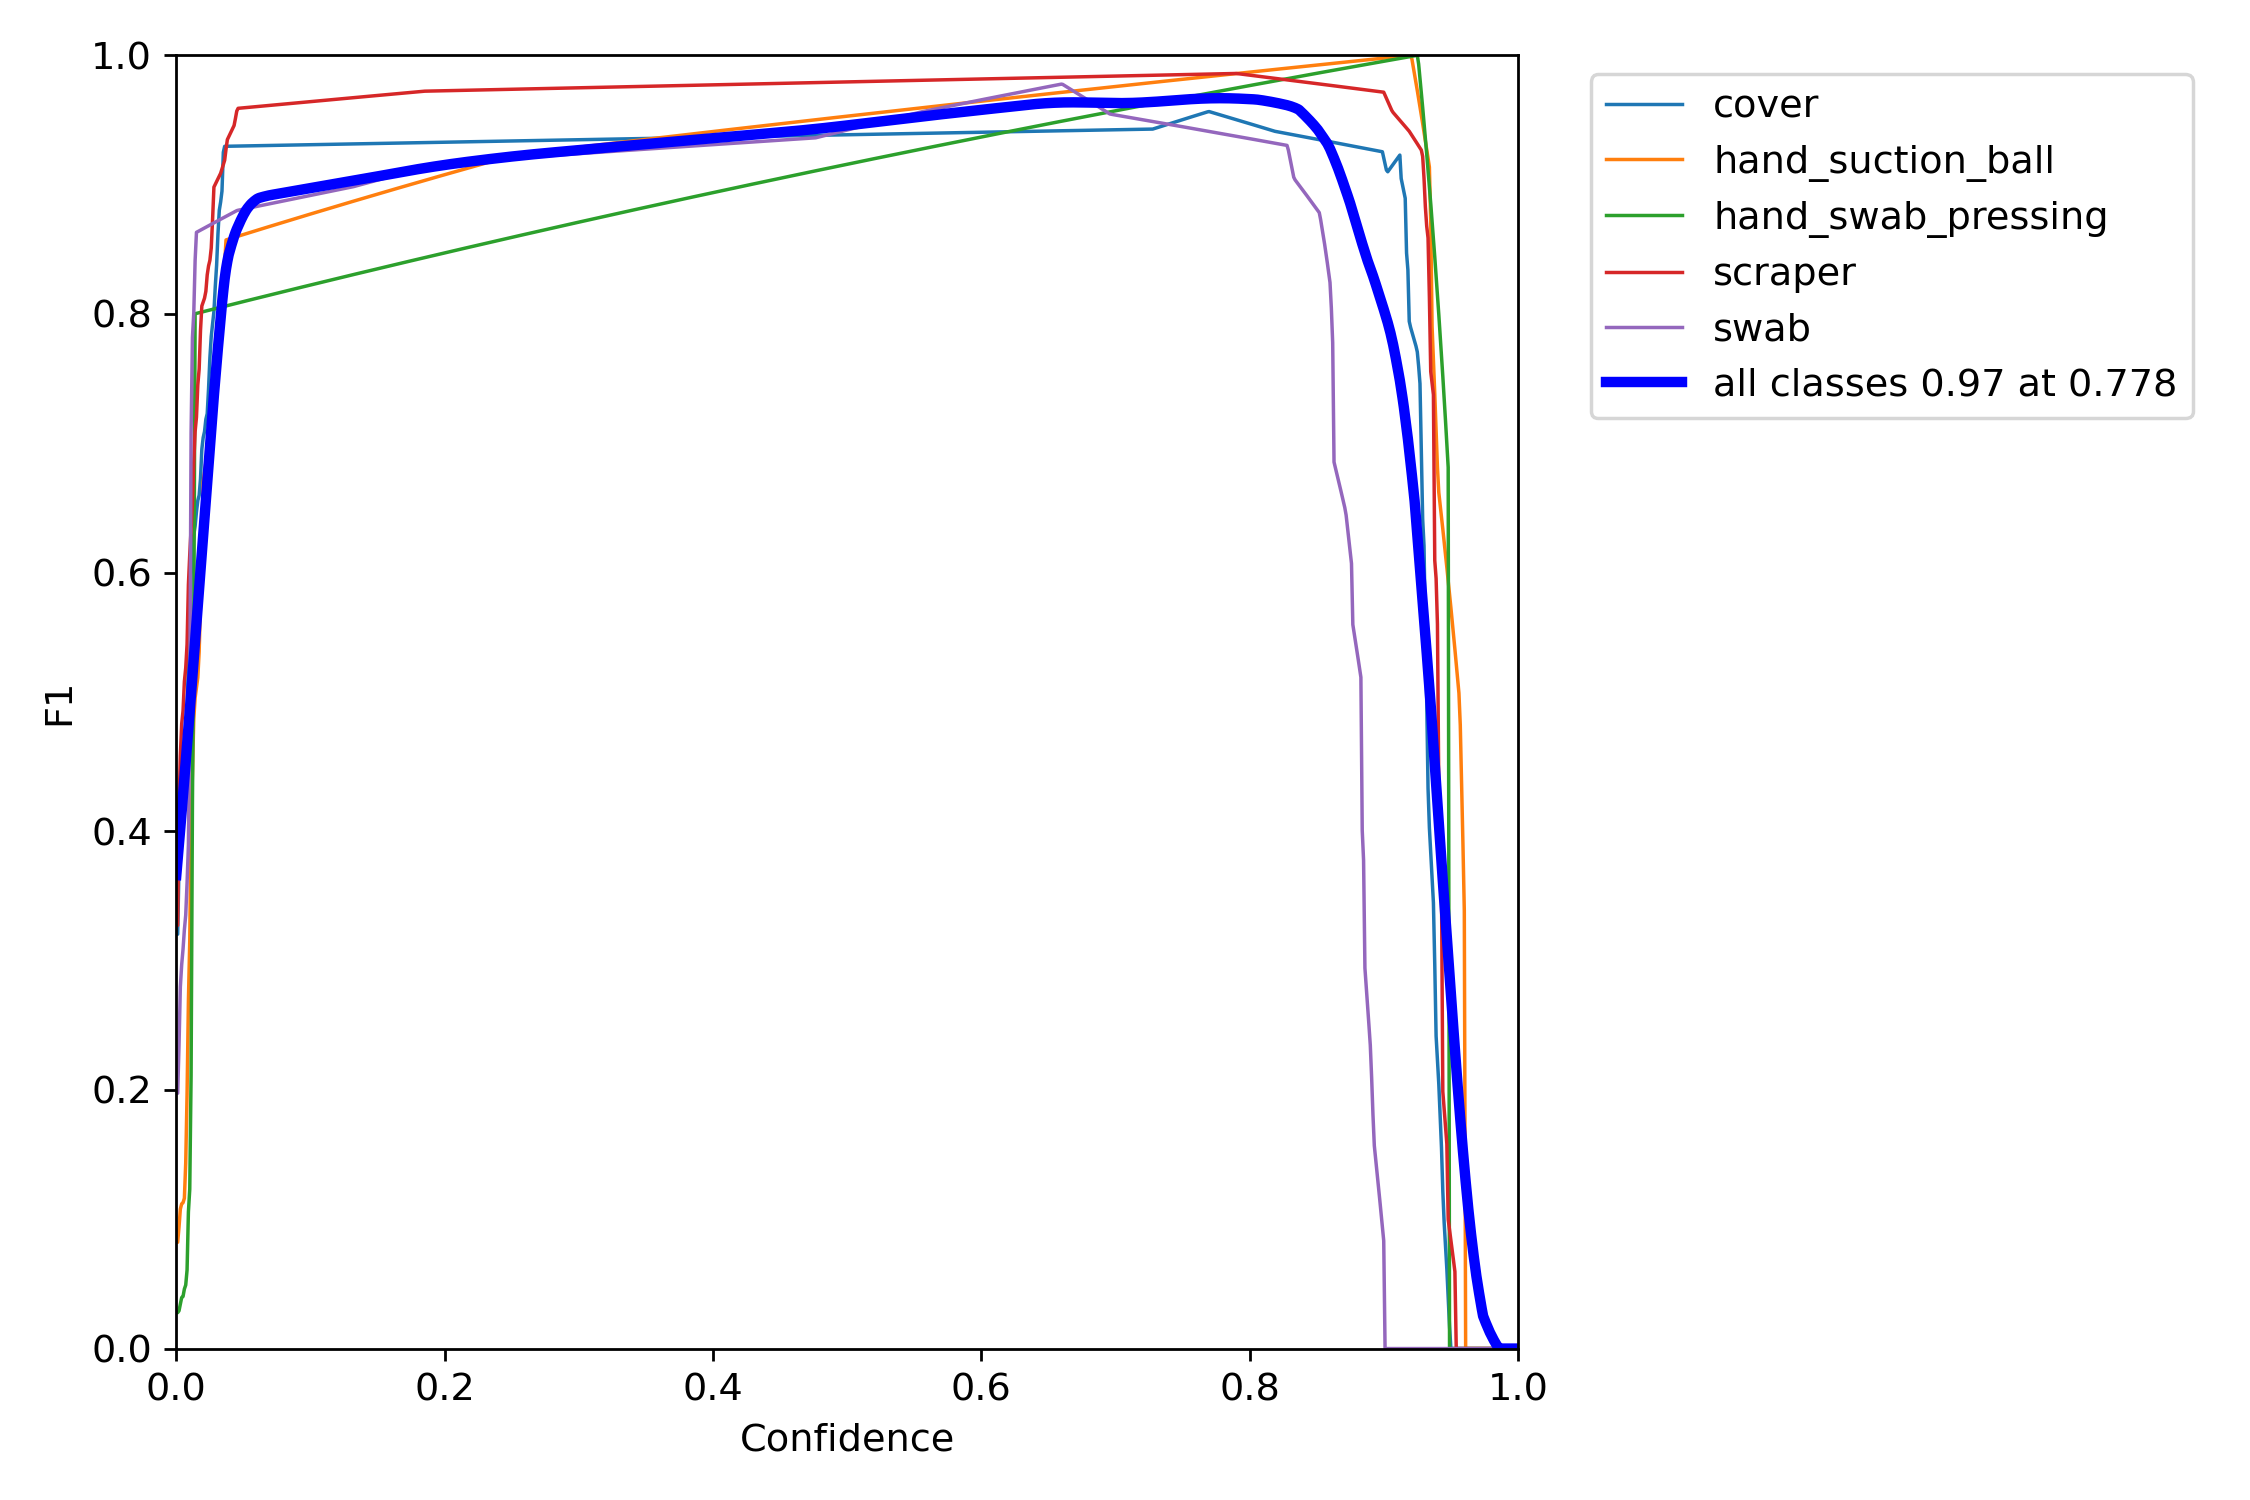 1.0
0.8
0.6
0.4
0.2
0.0
F1
0.0 0.2 0.4 0.6 0.8 1.0
Confidence
cover
hand_suction_ball
hand_swab_pressing
scraper
swab
all classes 0.97 at 0.778